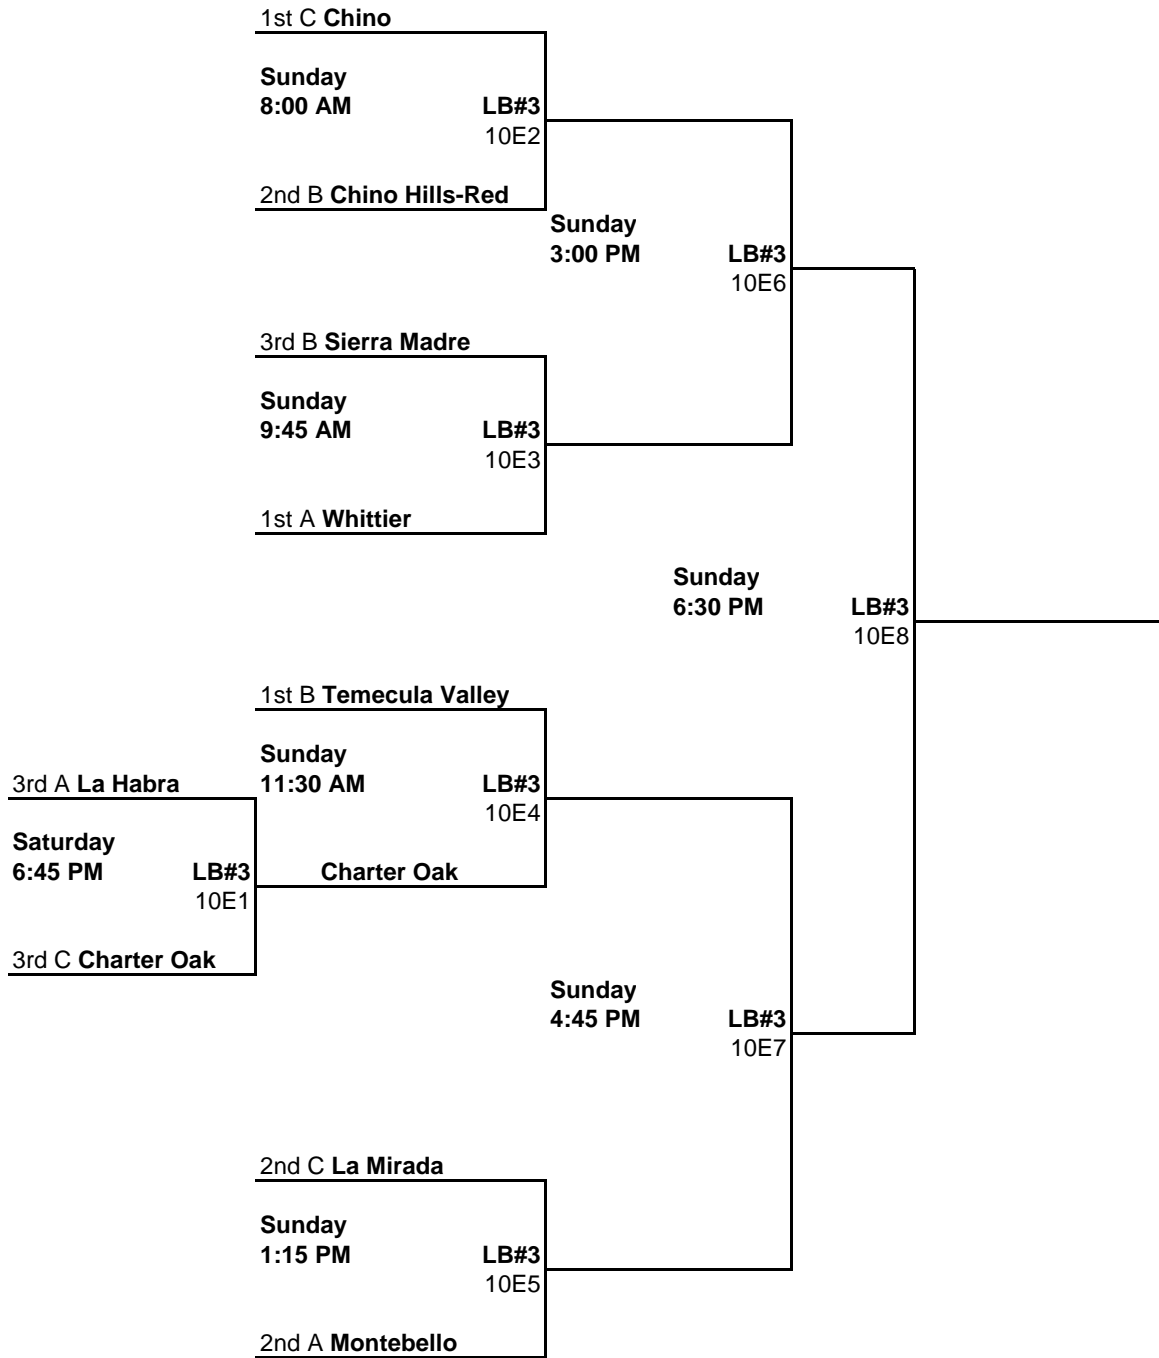 1st C Chino
Sunday
8:00 AM LB#3
10E2
2nd B Chino Hills-Red
Sunday
3:00 PM LB#3
10E6
3rd B Sierra Madre
Sunday
9:45 AM LB#3
10E3
1st A Whittier
Sunday
6:30 PM LB#3
10E8
1st B Temecula Valley
Sunday
11:30 AM LB#3
10E4
3rd A La Habra
Saturday
6:45 PM LB#3
10E1
Charter Oak
3rd C Charter Oak
Sunday
4:45 PM LB#3
10E7
2nd C La Mirada
Sunday
1:15 PM LB#3
10E5
2nd A Montebello